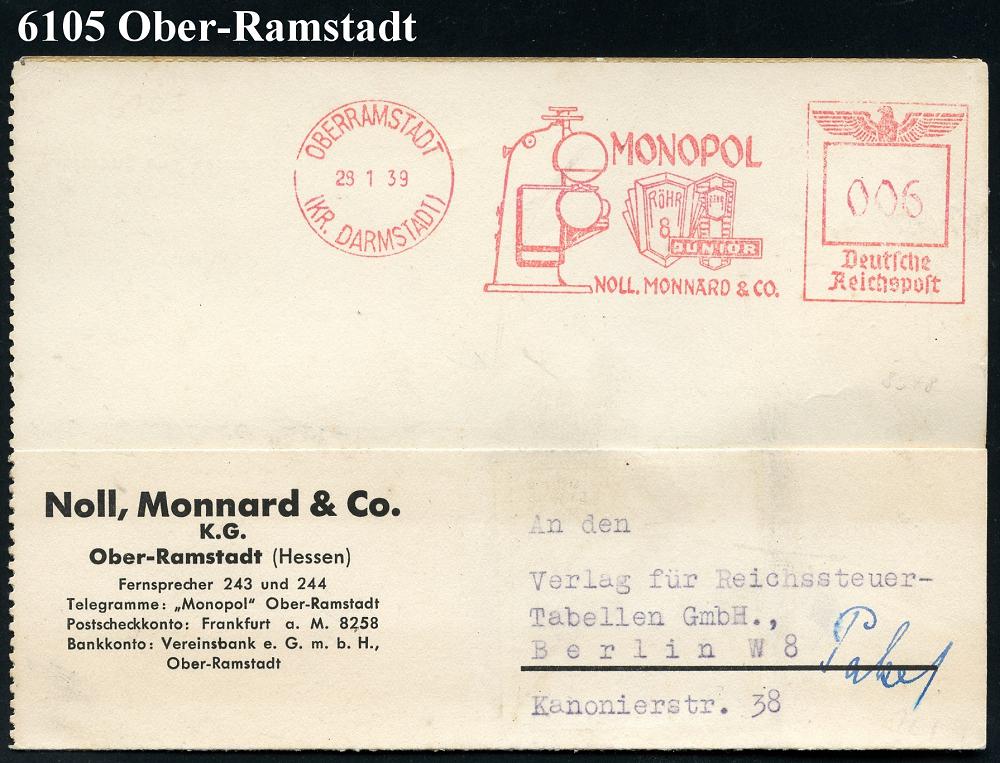 6105 Ober-Ramstadt
OBERRAMSTADT
29 1 39
(KR. DARMSTADT)
MONOPOL
RÖHR
8
JUNIOR
NOLL, MONNARD & CO.
006
Deutsche
Reichspost
Noll, Monnard & Co.
K.G.
Ober-Ramstadt (Hessen)
Fernsprecher 243 und 244
Telegramme: „Monopol“ Ober-Ramstadt
Postscheckkonto: Frankfurt a. M. 8258
Bankkonto: Vereinsbank e. G. m. b. H.,
Ober-Ramstadt
An den
Verlag für Reichssteuer-
Tabellen GmbH.,
Berlin W 8
Kanonierstr. 38